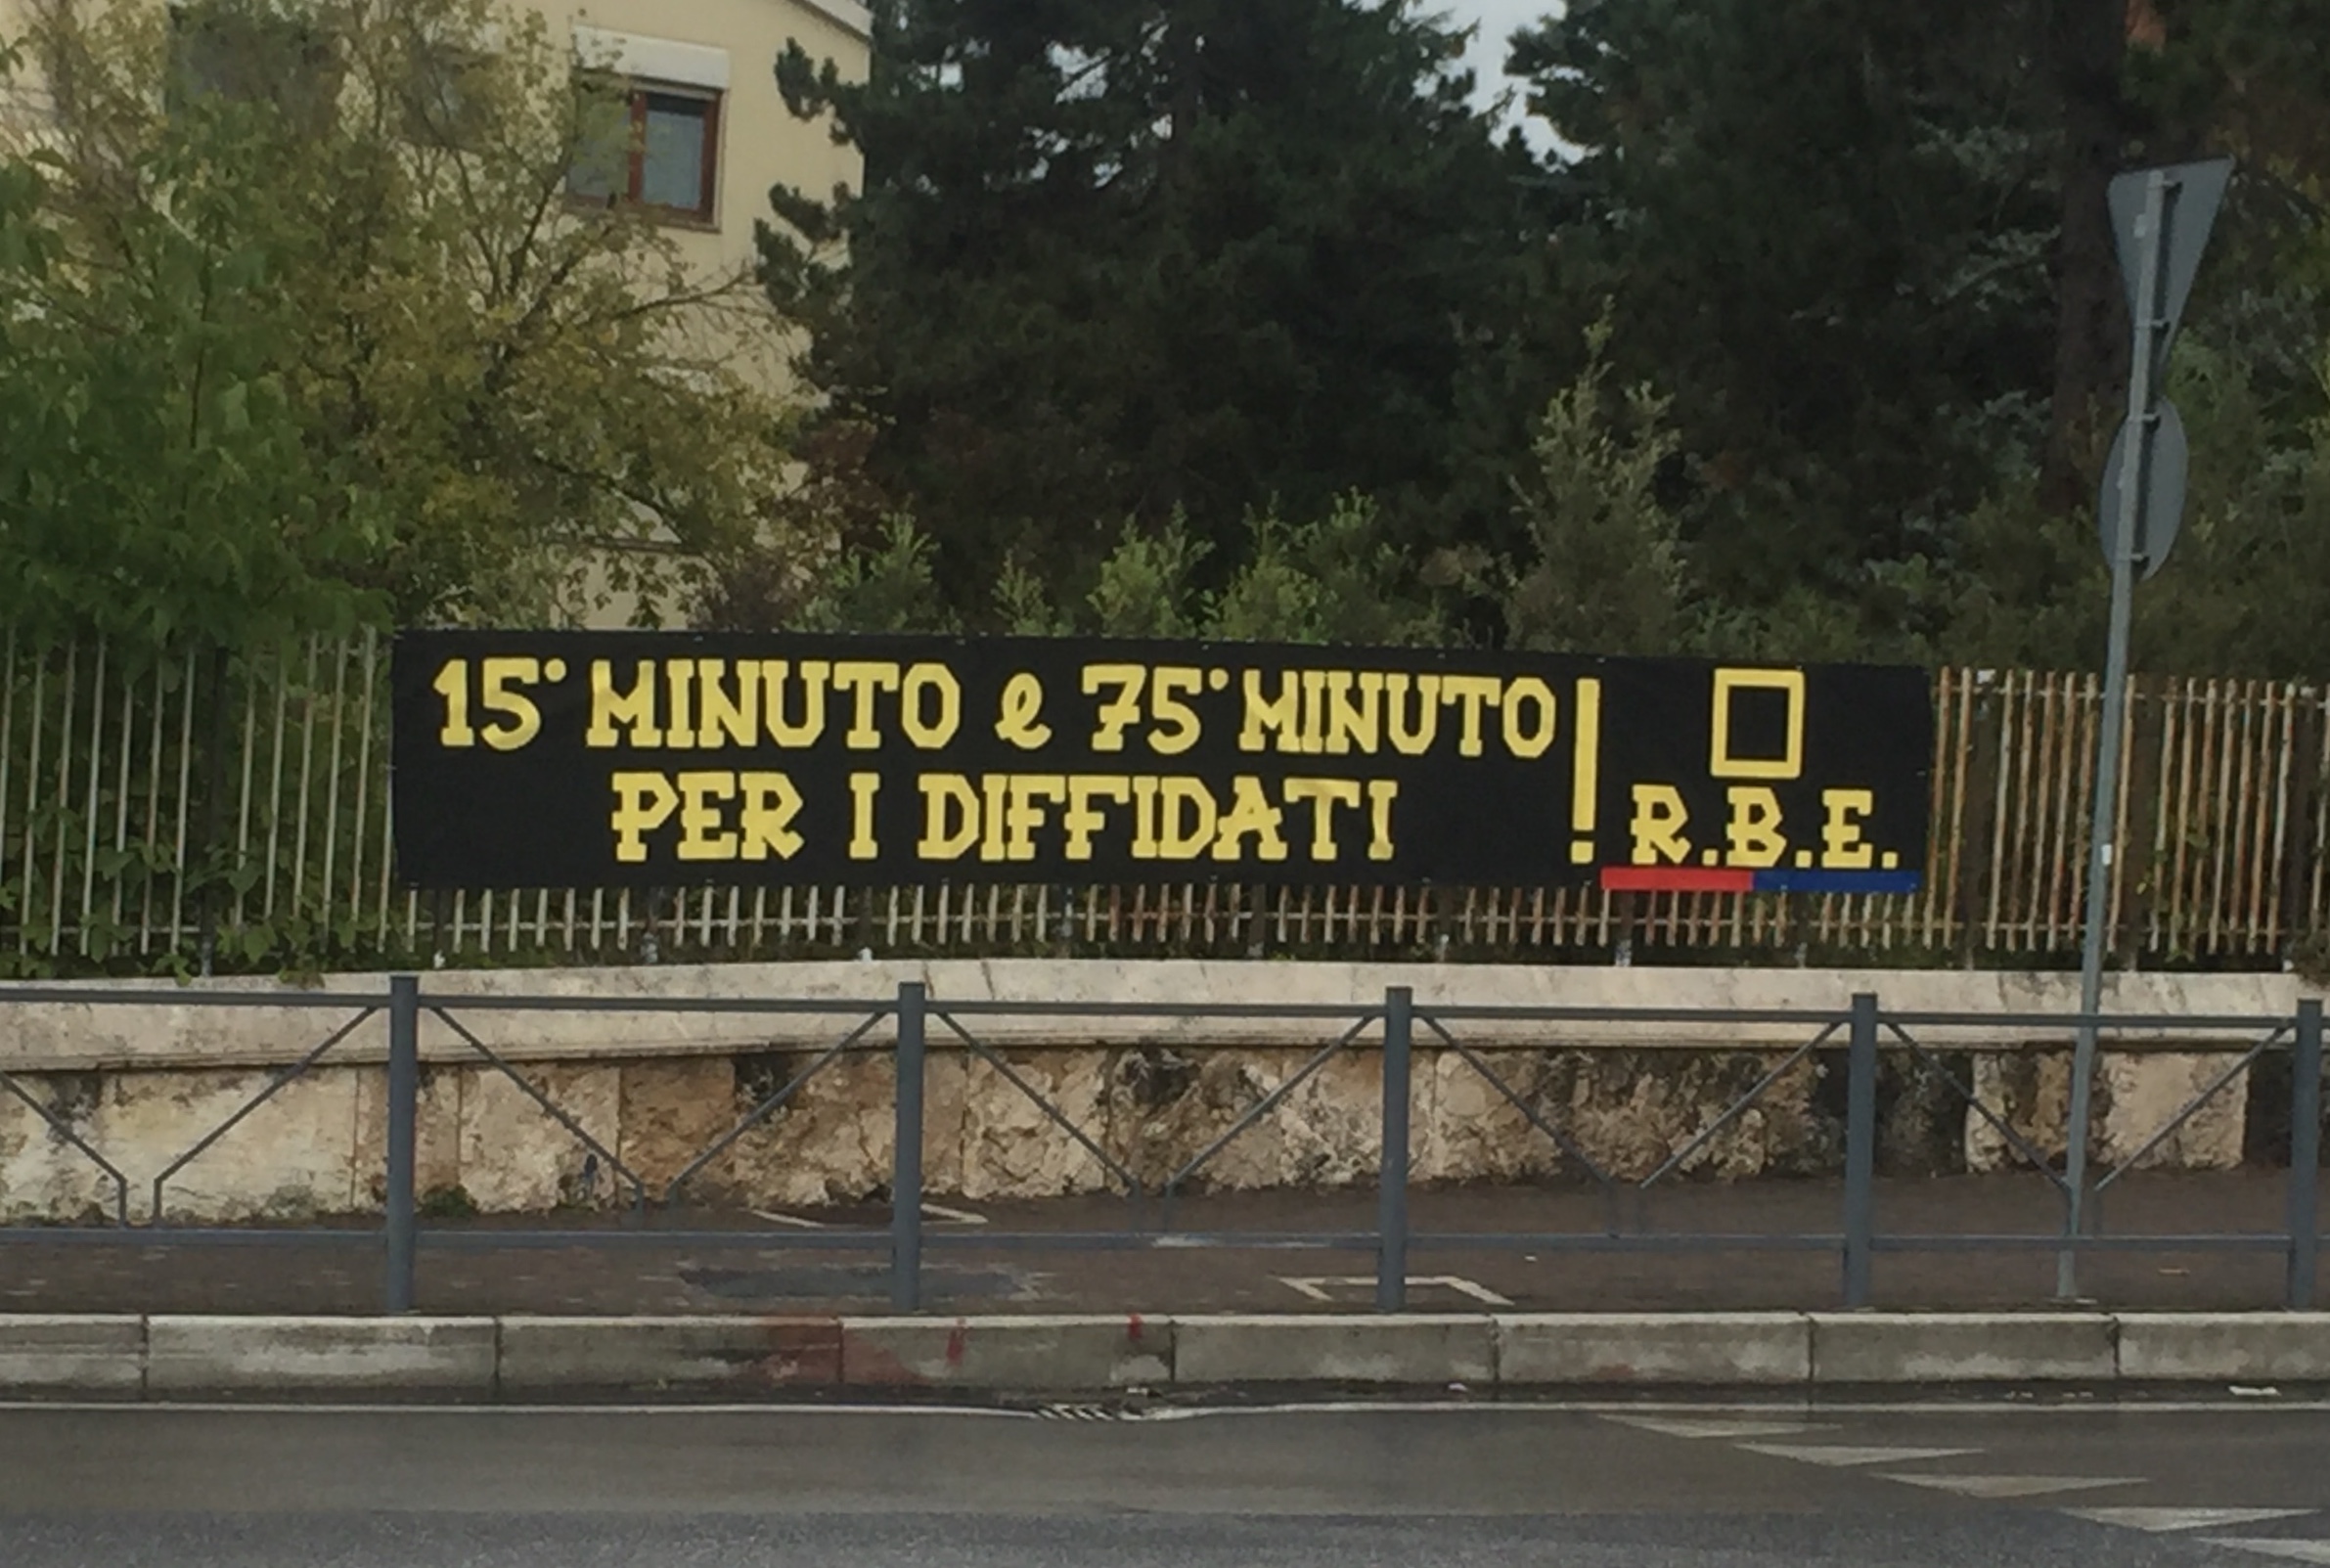 15° MINUTO e 75° MINUTO!
PER I DIFFIDATI
R.B.E.